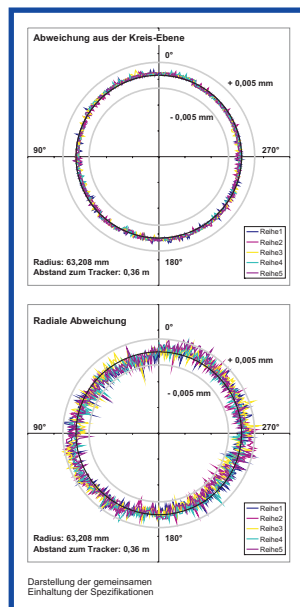 Abweichung aus der Kreis-Ebene
0°
+ 0,005 mm
- 0,005 mm
90°
270°
Radius: 63,208 mm
Abstand zum Tracker: 0,36 m
180°
Reihe1
Reihe2
Reihe3
Reihe4
Reihe5
Radiale Abweichung
0°
+ 0,005 mm
- 0,005 mm
90°
270°
Radius: 63,208 mm
Abstand zum Tracker: 0,36 m
180°
Reihe1
Reihe2
Reihe3
Reihe4
Reihe5
Darstellung der gemeinsamen
Einhaltung der Spezifikationen